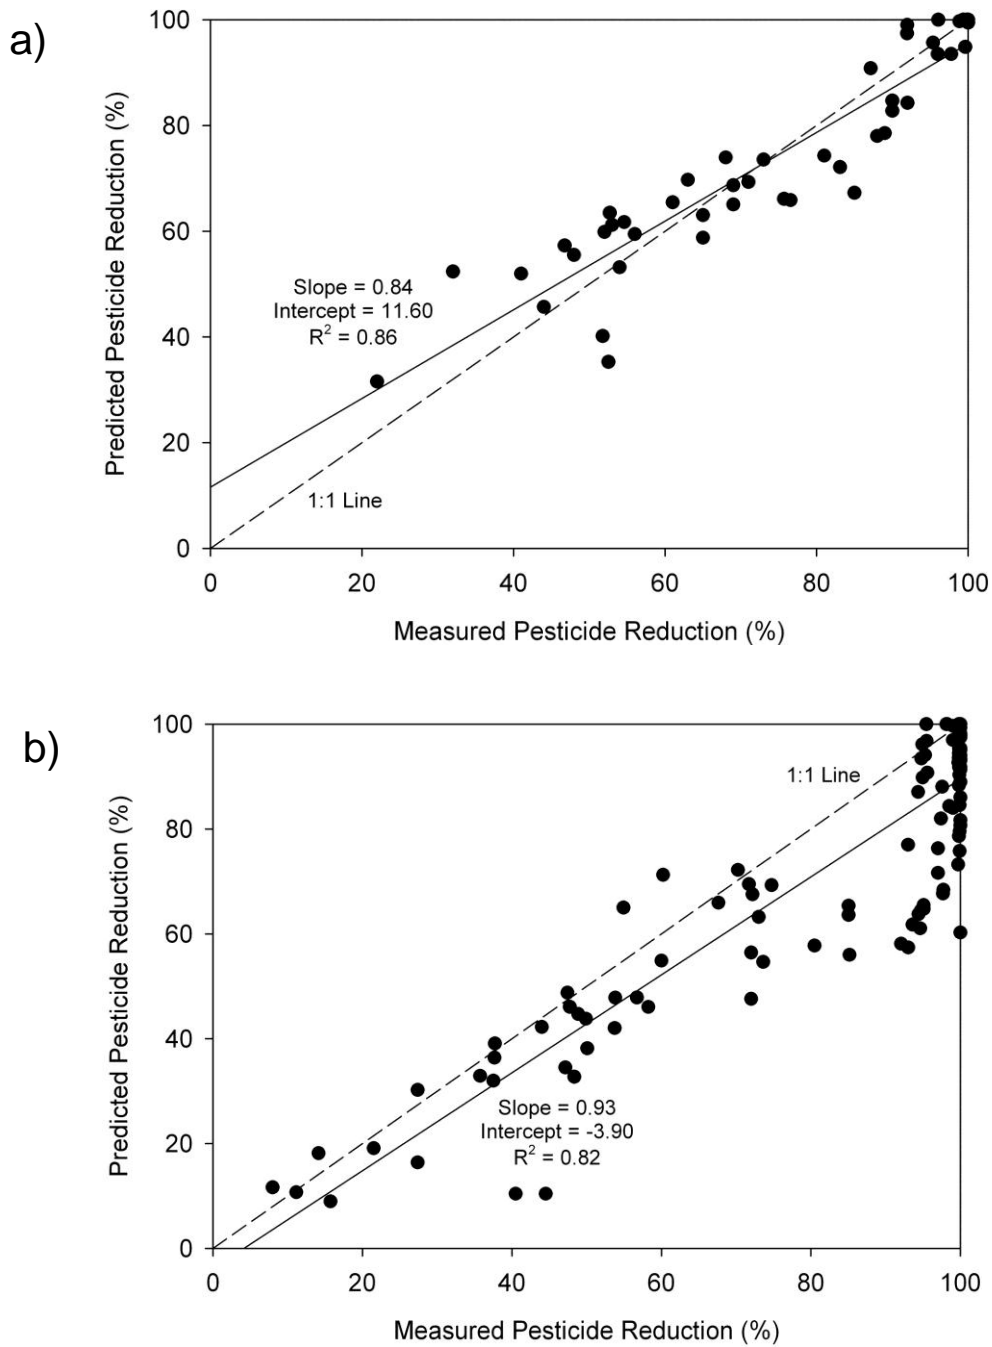 a)
Predicted Pesticide Reduction (%)
100
80
60
40
20
0
Slope = 0.84
Intercept = 11.60
R² = 0.86
1:1 Line
0 20 40 60 80 100
Measured Pesticide Reduction (%)
b)
Predicted Pesticide Reduction (%)
100
80
60
40
20
0
1:1 Line
Slope = 0.93
Intercept = -3.90
R² = 0.82
0 20 40 60 80 100
Measured Pesticide Reduction (%)